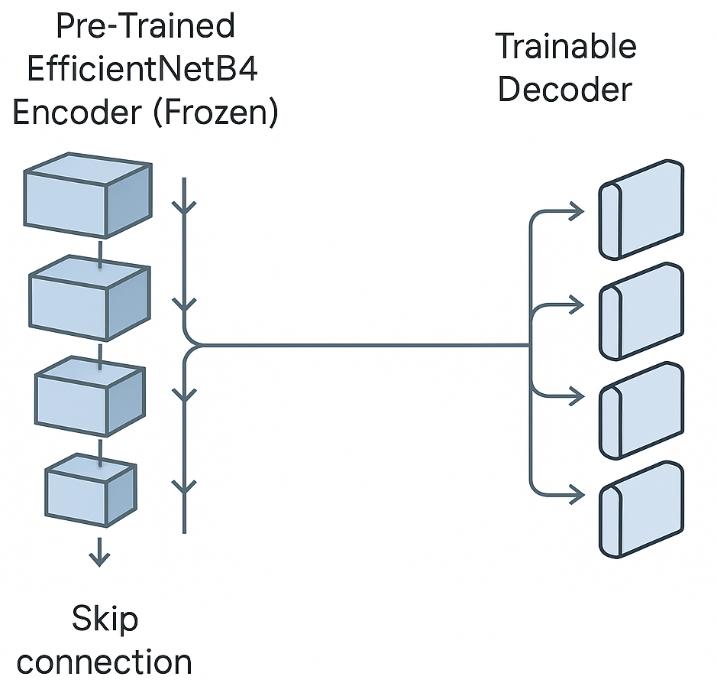 Pre-Trained
EfficientNetB4
Encoder (Frozen)
Trainable
Decoder
Skip
connection